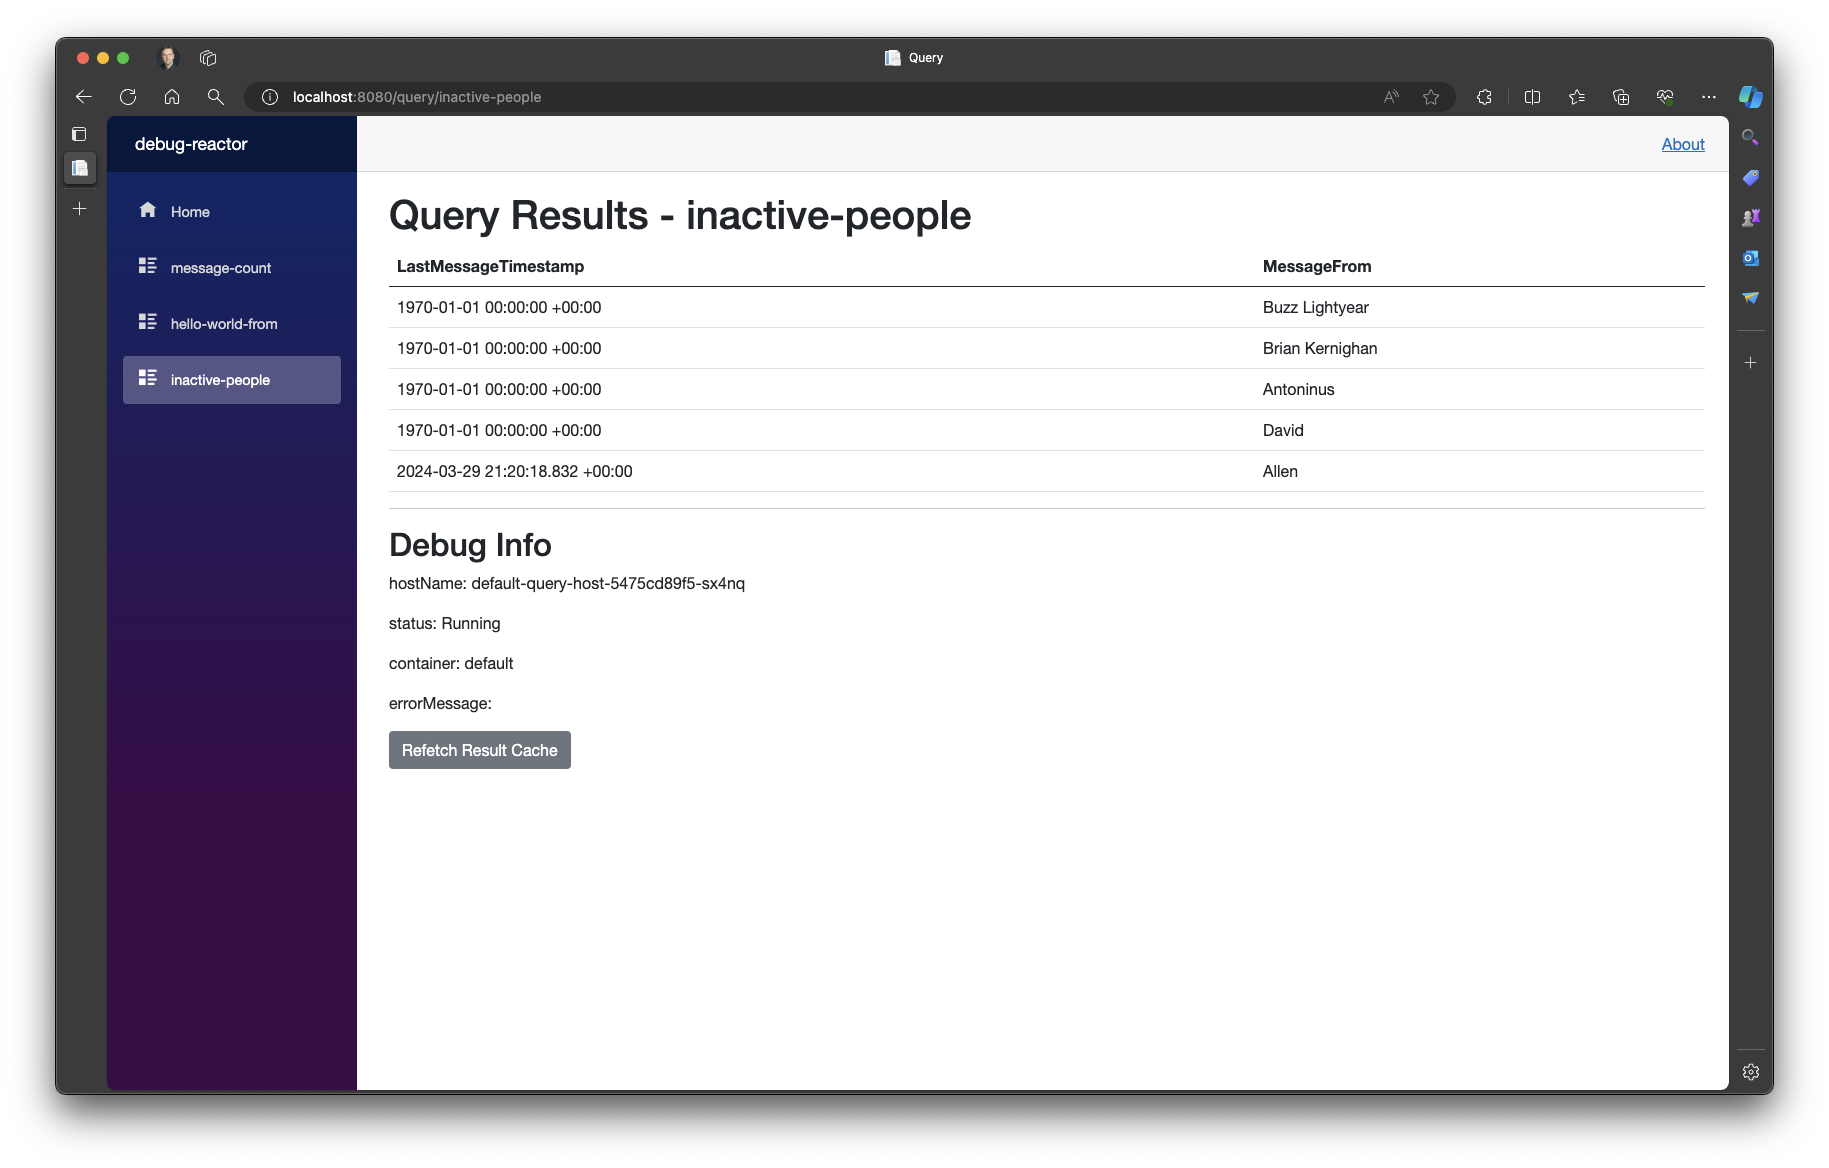 Query
localhost:8080/query/inactive-people
debug-reactor
About
Home
message-count
hello-world-from
inactive-people
Query Results - inactive-people
LastMessageTimestamp MessageFrom
1970-01-01 00:00:00 +00:00 Buzz Lightyear
1970-01-01 00:00:00 +00:00 Brian Kernighan
1970-01-01 00:00:00 +00:00 Antoninus
1970-01-01 00:00:00 +00:00 David
2024-03-29 21:20:18.832 +00:00 Allen
Debug Info
hostName: default-query-host-5475cd89f5-sx4nq
status: Running
container: default
errorMessage:
Refetch Result Cache